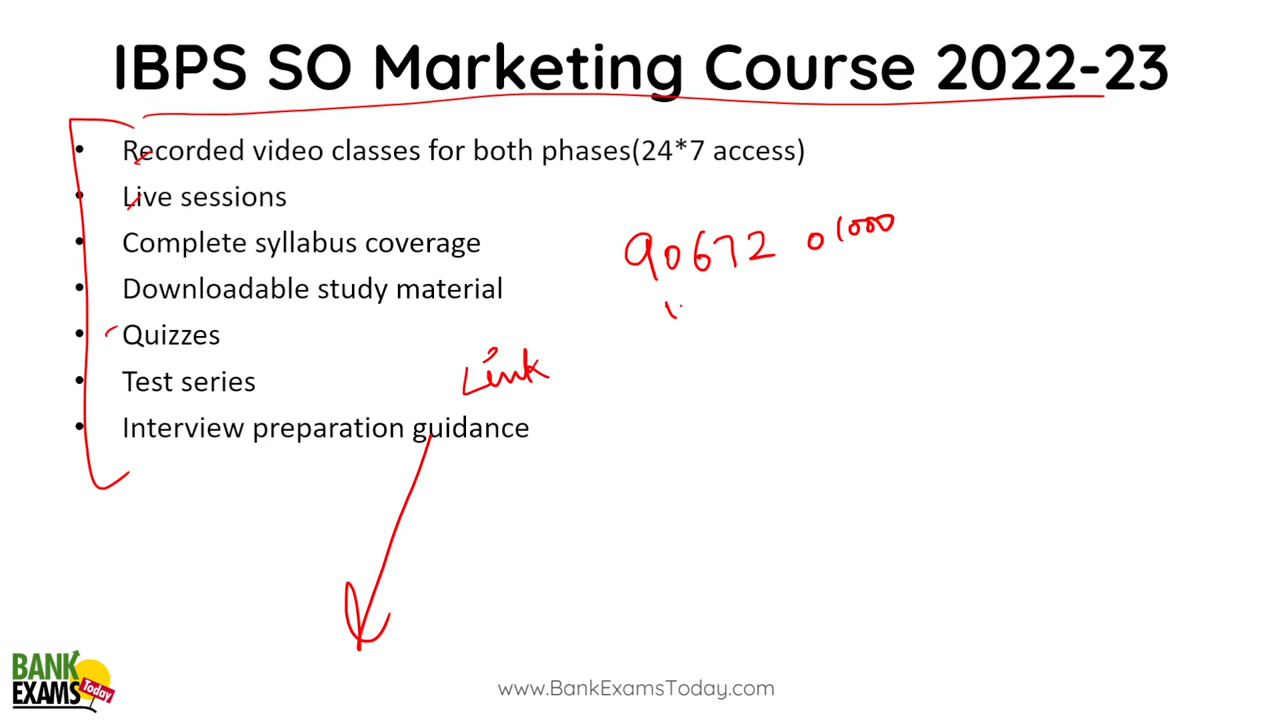 IBPS SO Marketing Course 2022-23
• Recorded video classes for both phases(24*7 access)
• Live sessions
• Complete syllabus coverage
90672 01000
• Downloadable study material
• Quizzes
Link
• Test series
• Interview preparation guidance
BANK
EXAMS
Today
www.BankExamsToday.com